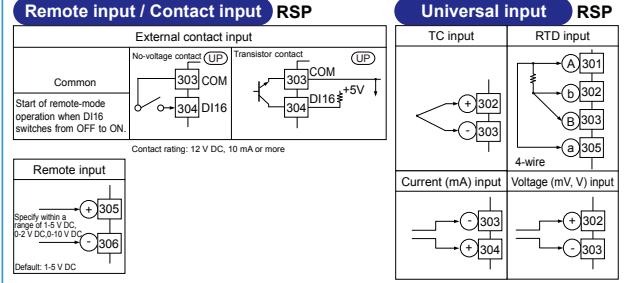 Remote input / Contact input RSP
External contact input
Common
Start of remote-mode
operation when DI16
switches from OFF to ON.
No-voltage contact UP
303 COM
304 DI16
Transistor contact UP
303 COM
304 DI16 +5V
Contact rating: 12 V DC, 10 mA or more
Remote input
Specify within a
range of 1-5 V DC,
0-2 V DC,0-10 V DC
+ 305
- 306
Default: 1-5 V DC
Universal input RSP
TC input
+ 302
- 303
RTD input
A 301
b 302
B 303
a 305
4-wire
Current (mA) input
- 303
+ 304
Voltage (mV, V) input
+ 302
- 303